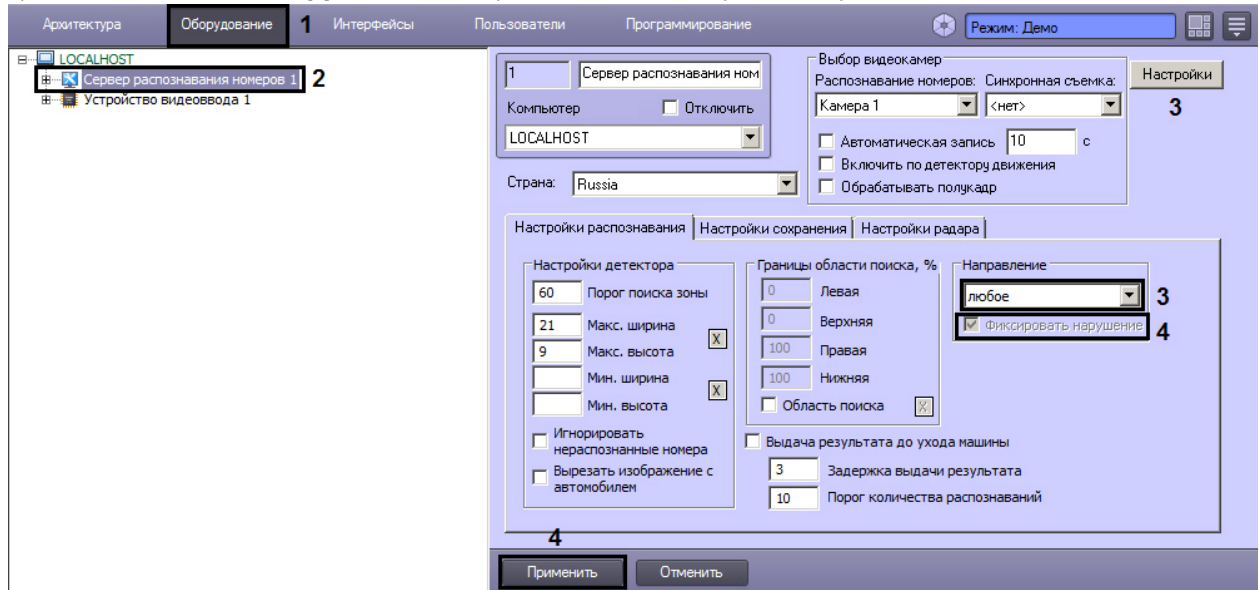 Архитектура Оборудование 1 Интерфейсы Пользователи Программирование Режим: Демо
LOCALHOST
Сервер распознавания номеров 1 2
Устройство видеоввода 1
1 Сервер распознавания ном
Компьютер Отключить
LOCALHOST
Страна: Russia
Выбор видеокамер
Распознавание номеров: Синхронная съемка:
Камера 1 <нет>
Автоматическая запись 10 с
Включить по детектору движения
Обрабатывать полукадр
Настройки
3
Настройки распознавания Настройки сохранения Настройки радара
Настройки детектора
60 Порог поиска зоны
21 Макс. ширина
9 Макс. высота
X
Мин. ширина
Мин. высота
X
Игнорировать
нераспознанные номера
Вырезать изображение с
автомобилем
Границы области поиска, %
0 Левая
0 Верхняя
100 Правая
100 Нижняя
Область поиска X
Направление
любое 3
Фиксировать нарушение 4
Выдача результата до ухода машины
3 Задержка выдачи результата
10 Порог количества распознаваний
4
Применить Отменить